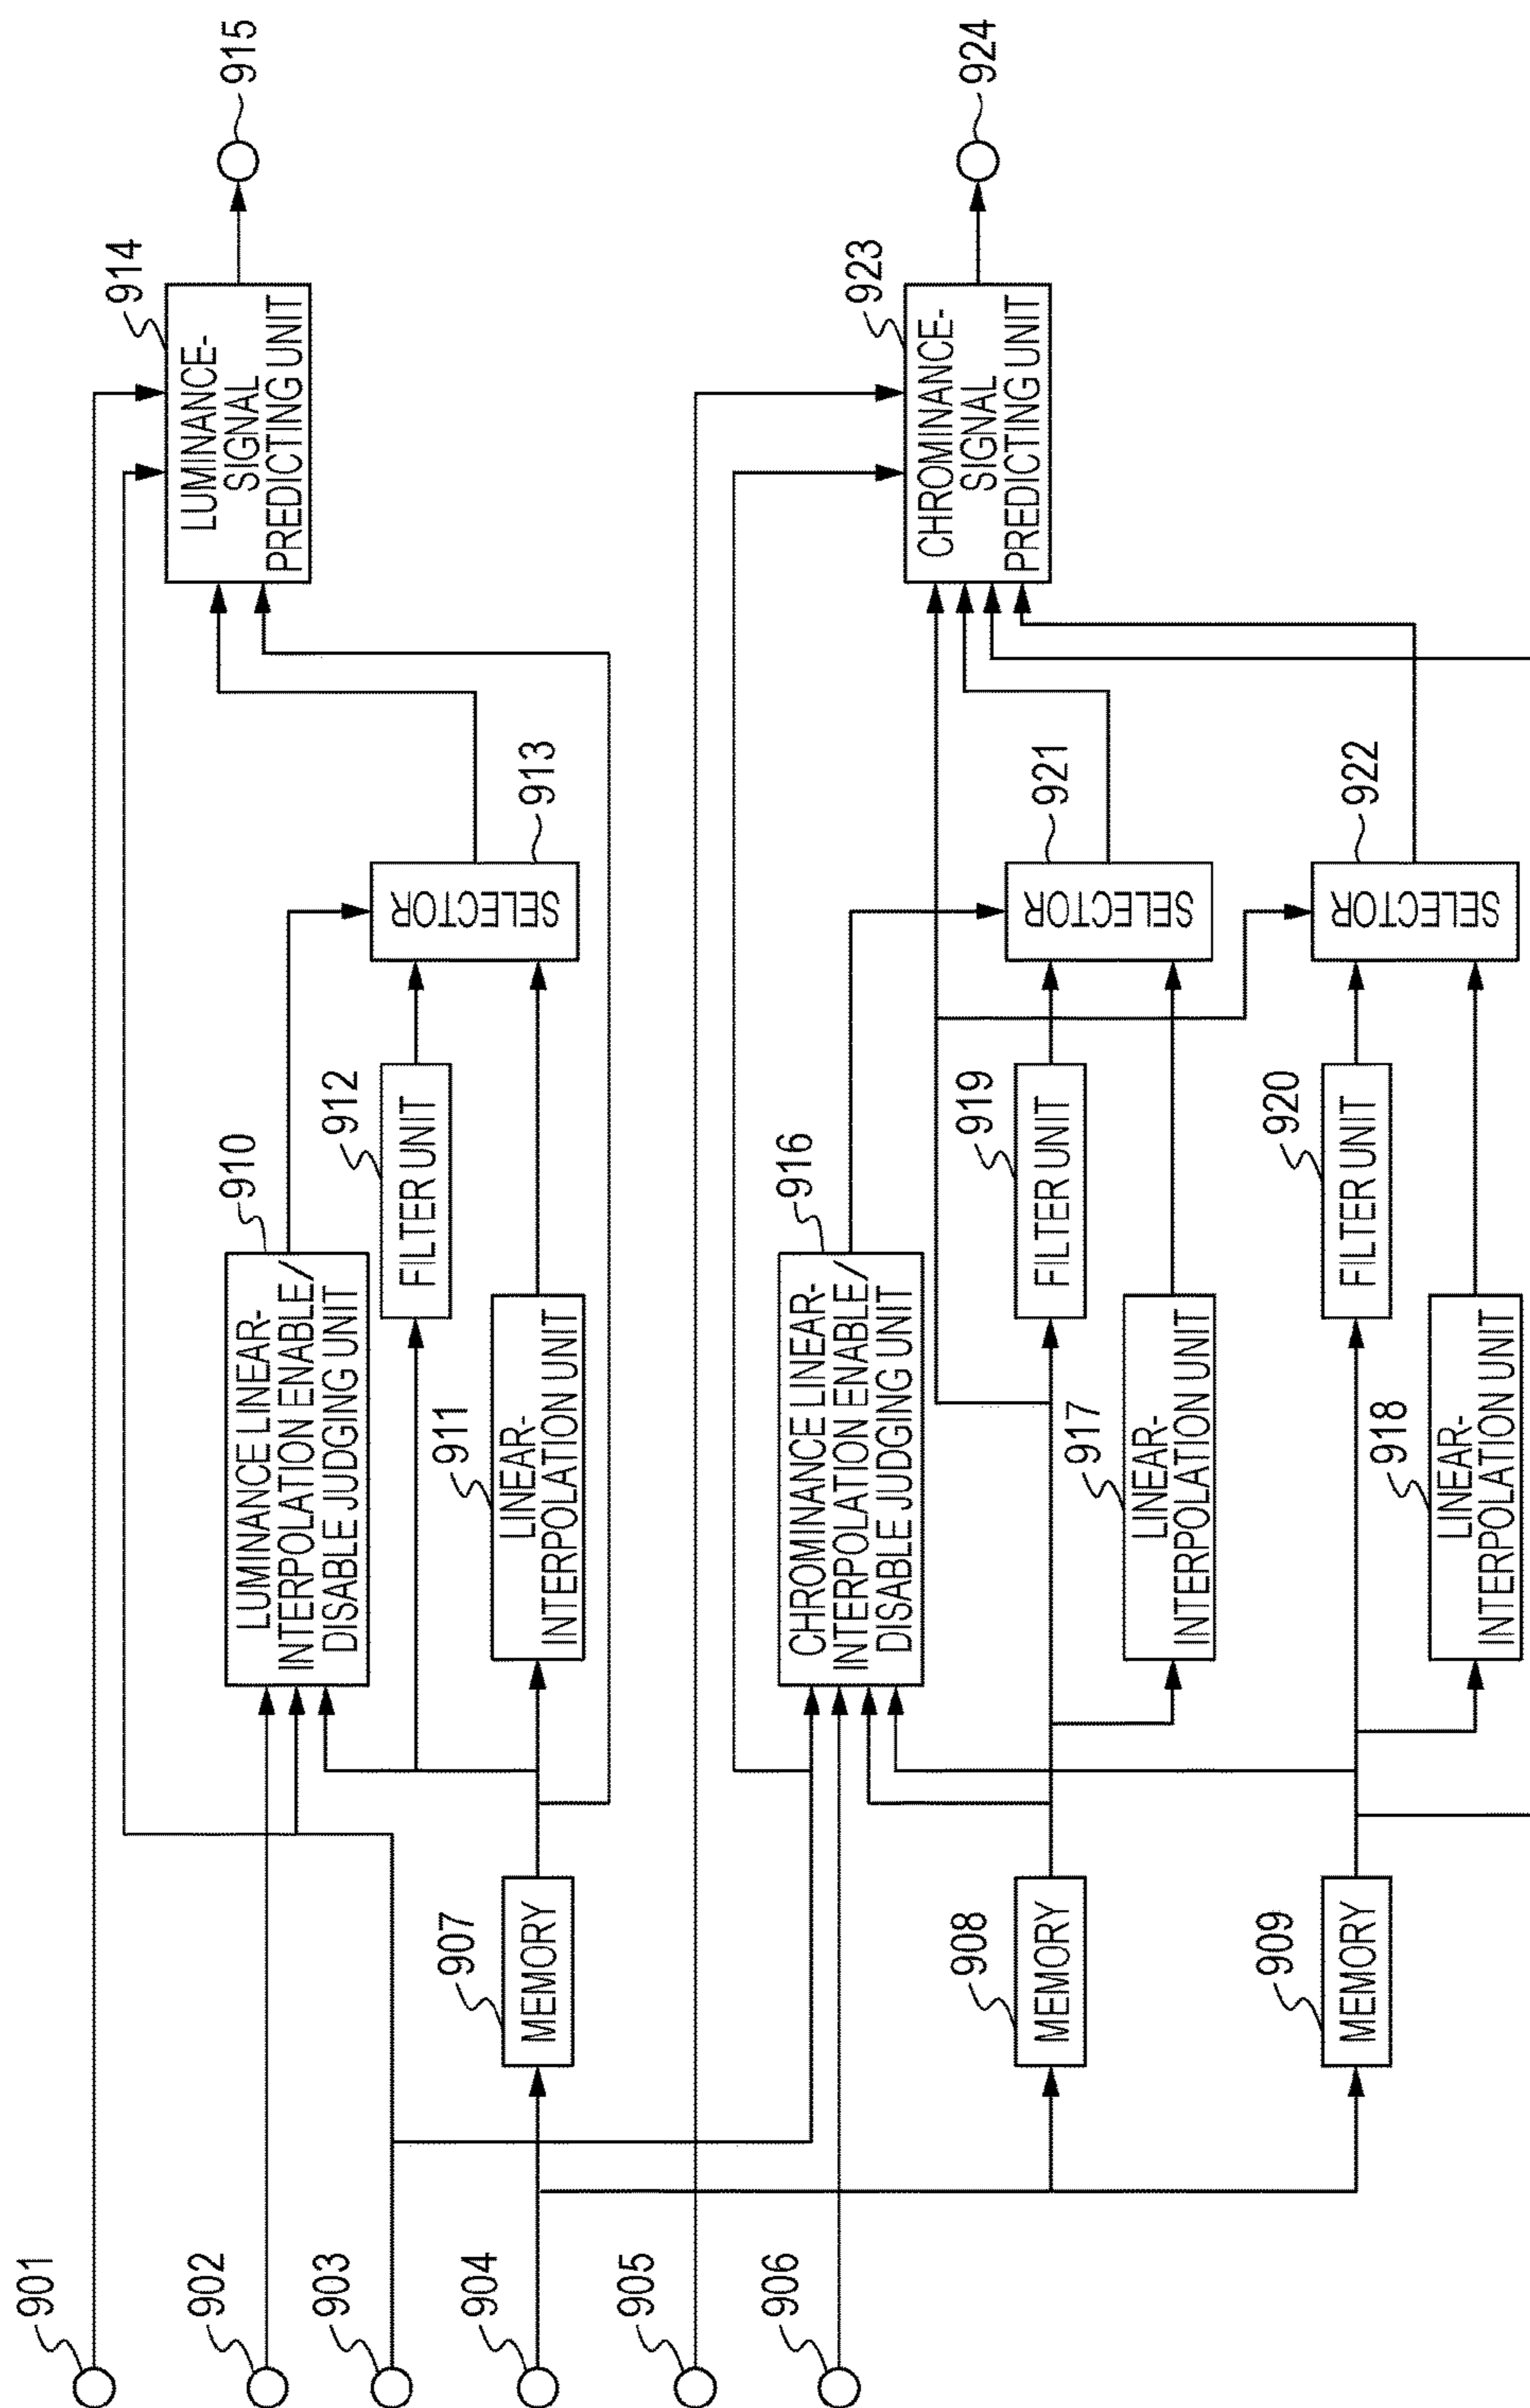 901
902
903
904
905
906
907
MEMORY
908
MEMORY
909
MEMORY
910
LUMINANCE LINEAR-
INTERPOLATION ENABLE/
DISABLE JUDGING UNIT
911
LINEAR-
INTERPOLATION UNIT
912
FILTER UNIT
913
SELECTOR
914
LUMINANCE-
SIGNAL
PREDICTING UNIT
915
916
CHROMINANCE LINEAR-
INTERPOLATION ENABLE/
DISABLE JUDGING UNIT
917
LINEAR-
INTERPOLATION UNIT
918
LINEAR-
INTERPOLATION UNIT
919
FILTER UNIT
920
FILTER UNIT
921
SELECTOR
922
SELECTOR
923
CHROMINANCE-
SIGNAL
PREDICTING UNIT
924